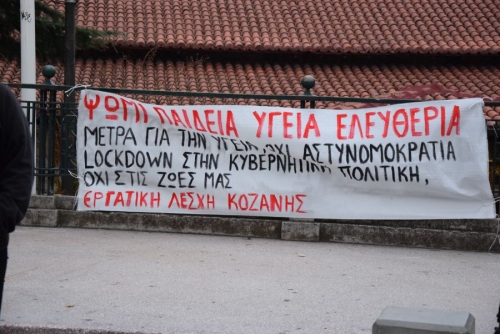 ΨΩΜΙ ΠΑΙΔΕΙΑ ΥΓΕΙΑ ΕΛΕΥΘΕΡΙΑ
ΜΕΤΡΑ ΓΙΑ ΤΗΝ ΥΓΕΙΑ ΟΧΙ ΑΣΤΥΝΟΜΟΚΡΑΤΙΑ
LOCKDOWN ΣΤΗΝ ΚΥΒΕΡΝΗΤΙΚΗ ΠΟΛΙΤΙΚΗ,
ΟΧΙ ΣΤΙΣ ΖΩΕΣ ΜΑΣ
ΕΡΓΑΤΙΚΗ ΛΕΣΧΗ ΚΟΖΑΝΗΣ